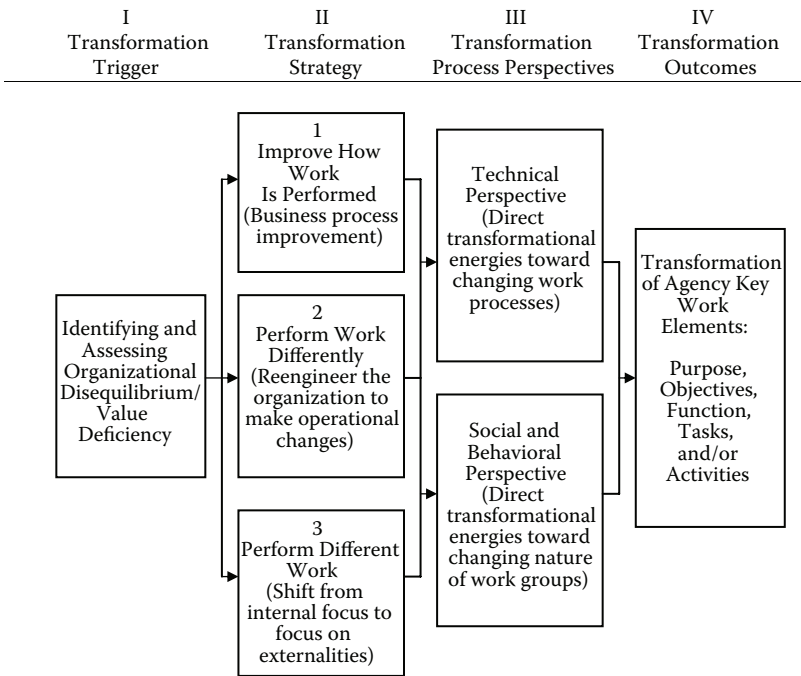 I
Transformation
Trigger
II
Transformation
Strategy
III
Transformation
Process Perspectives
IV
Transformation
Outcomes
Identifying and
Assessing
Organizational
Disequilibrium/
Value
Deficiency
1
Improve How
Work
Is Performed
(Business process
improvement)
2
Perform Work
Differently
(Reengineer the
organization to
make operational
changes)
3
Perform Different
Work
(Shift from
internal focus to
focus on
externalities)
Technical
Perspective
(Direct
transformational
energies toward
changing work
processes)
Social and
Behavioral
Perspective
(Direct
transformational
energies toward
changing nature
of work groups)
Transformation
of Agency Key
Work
Elements:
Purpose,
Objectives,
Function,
Tasks,
and/or
Activities